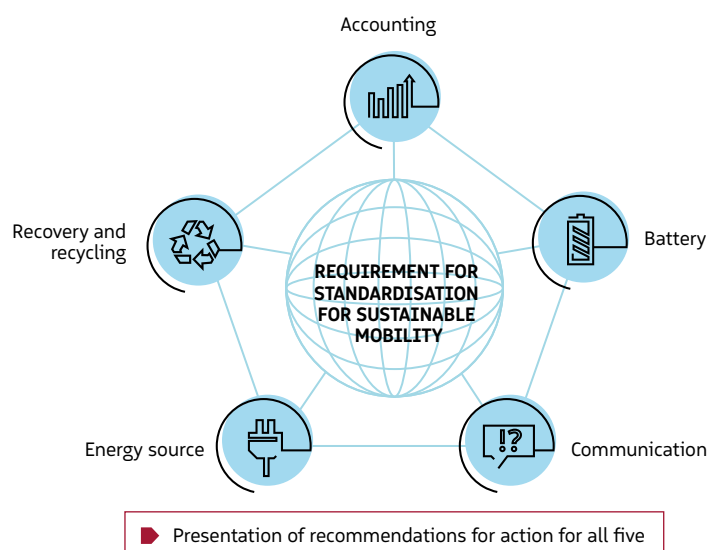 Accounting
Recovery and
recycling
Battery
REQUIREMENT FOR
STANDARDISATION
FOR SUSTAINABLE
MOBILITY
Energy source
!?
Communication
Presentation of recommendations for action for all five